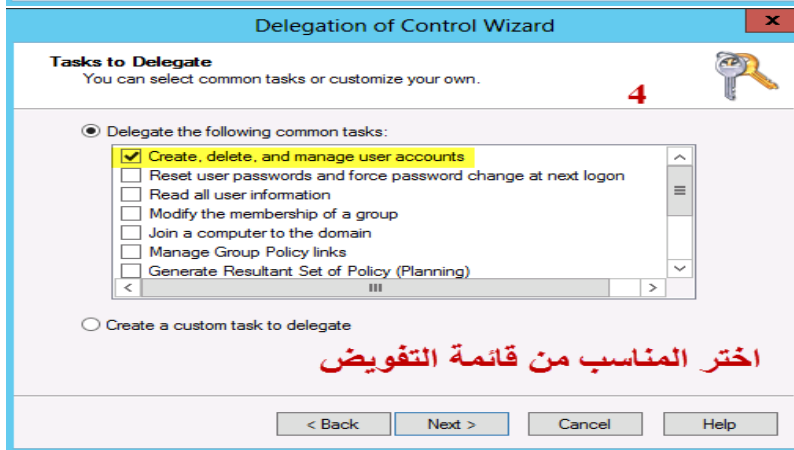 Delegation of Control Wizard
x
Tasks to Delegate
You can select common tasks or customize your own.
4
Delegate the following common tasks:
Create, delete, and manage user accounts
Reset user passwords and force password change at next logon
Read all user information
Modify the membership of a group
Join a computer to the domain
Manage Group Policy links
Generate Resultant Set of Policy (Planning)
Create a custom task to delegate
اختر المناسب من قائمة التفويض
< Back Next > Cancel Help